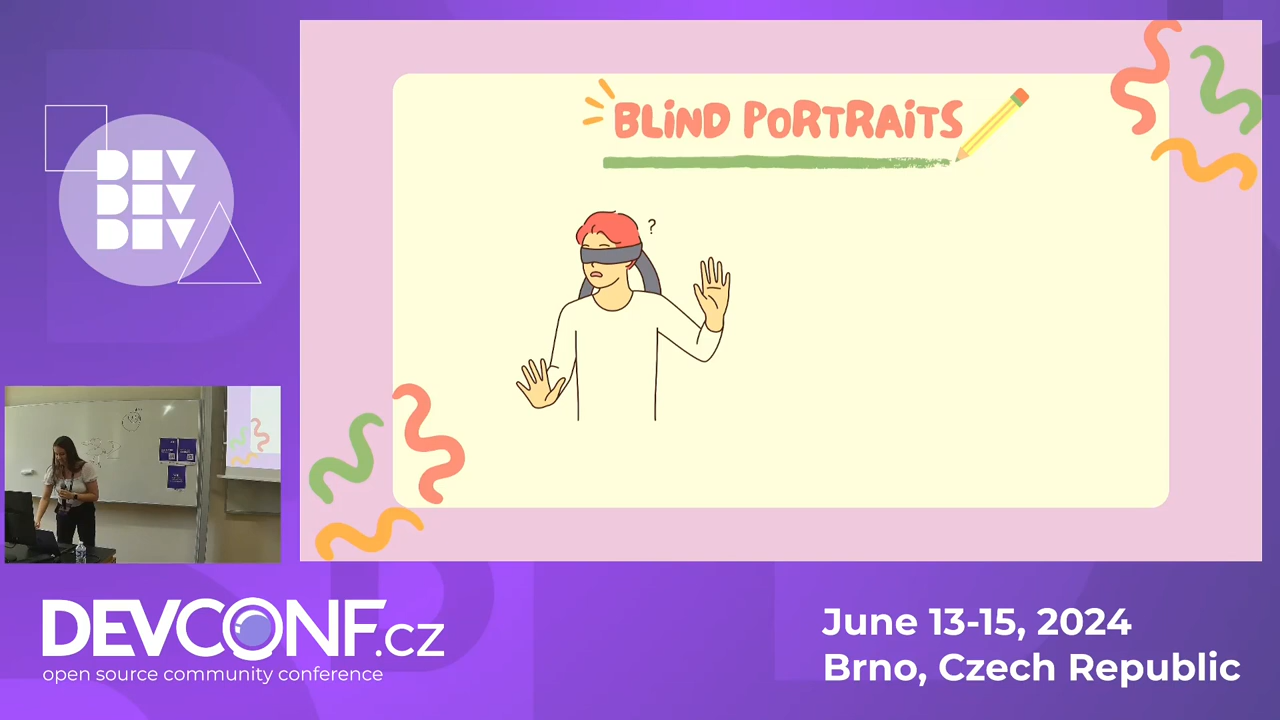 BLiND PORTRAiTS
?
DEV
DEV
DEV
DEVCONF.cz
open source community conference
June 13-15, 2024
Brno, Czech Republic